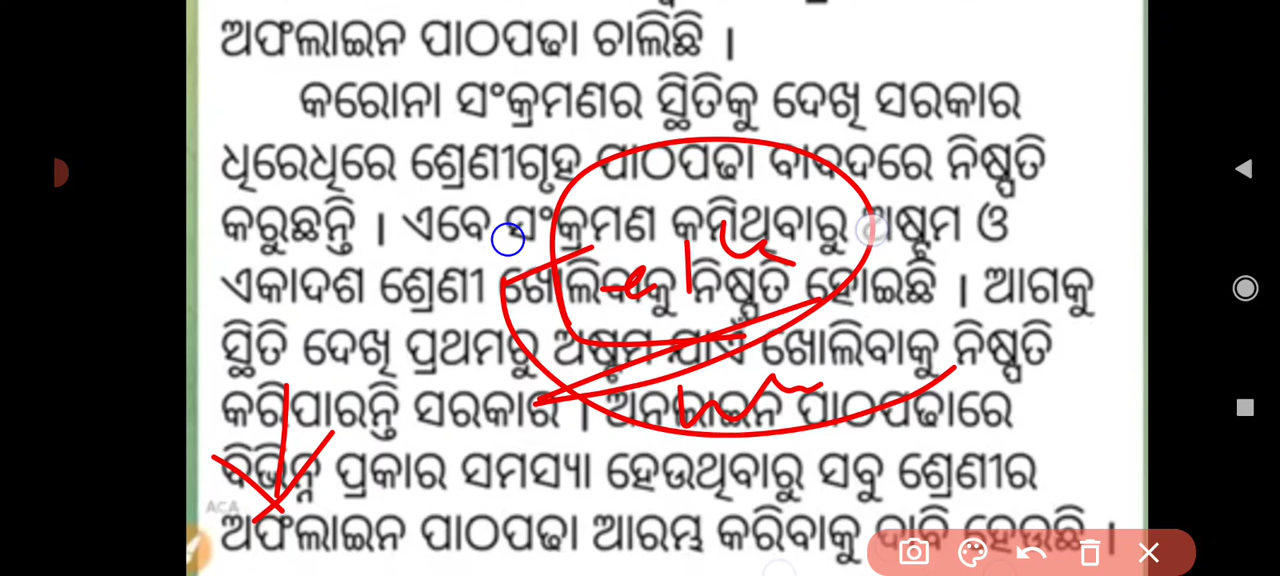 ଅଫଲାଇନ ପାଠପଢା ଚାଲିଛି ।
କରୋନା ସଂକ୍ରମଣର ସ୍ଥିତିକୁ ଦେଖି ସରକାର
ଧିରେଧିରେ ଶ୍ରେଣୀଗୃହ ପାଠପଢା ବାବଦରେ ନିଷ୍ପତି
କରୁଛନ୍ତି । ଏବେ ସଂକ୍ରମଣ କମିଥିବାରୁ ଅଷ୍ଟମ ଓ
ଏକାଦଶ ଶ୍ରେଣୀ ଖୋଲିବାକୁ ନିଷ୍ପତି ହୋଇଛି । ଆଗକୁ
ସ୍ଥିତି ଦେଖି ପ୍ରଥମରୁ ଅଷ୍ଟମ ଯାଏଁ ଖୋଲିବାକୁ ନିଷ୍ପତି
କରିପାରନ୍ତି ସରକାର । ଅନଲାଇନ ପାଠପଢାରେ
ବିଭିନ୍ନ ପ୍ରକାର ସମସ୍ୟା ହେଉଥିବାରୁ ସବୁ ଶ୍ରେଣୀର
ACA
ଅଫଲାଇନ ପାଠପଢା ଆରମ୍ଭ କରିବାକୁ ଦାବି ହେଉଛି ।